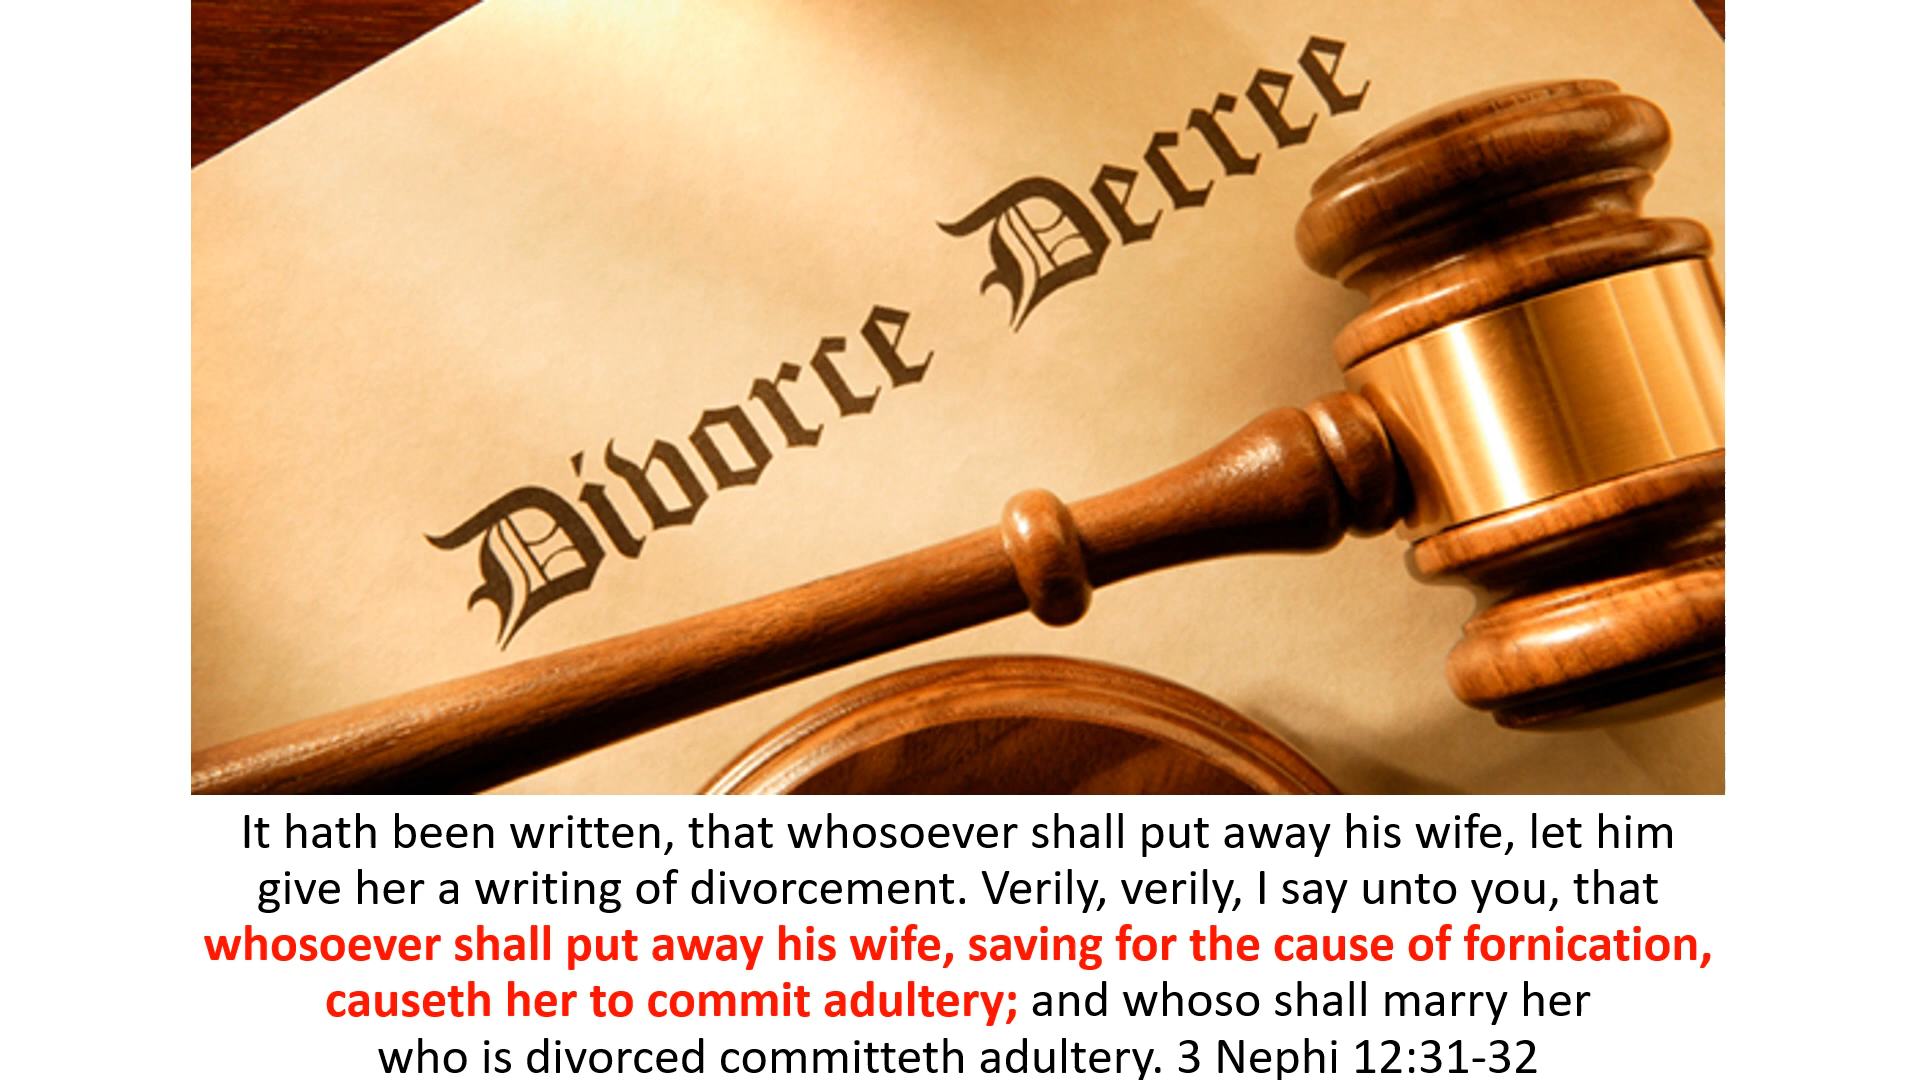 Divorce Decree
It hath been written, that whosoever shall put away his wife, let him
give her a writing of divorcement. Verily, verily, I say unto you, that
whosoever shall put away his wife, saving for the cause of fornication,
causeth her to commit adultery; and whoso shall marry her
who is divorced committeth adultery. 3 Nephi 12:31-32